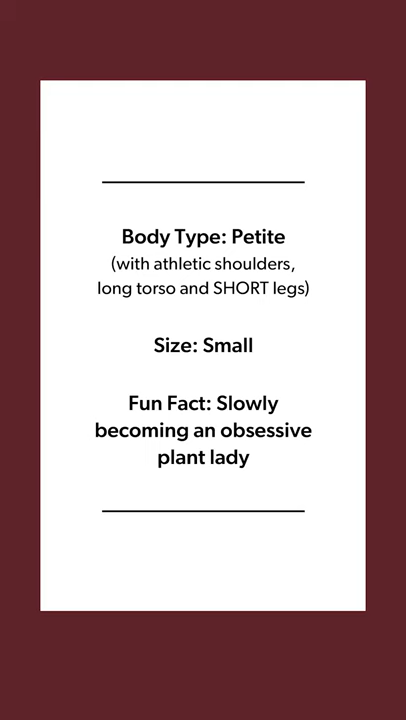 Body Type: Petite
(with athletic shoulders,
long torso and SHORT legs)
Size: Small
Fun Fact: Slowly
becoming an obsessive
plant lady